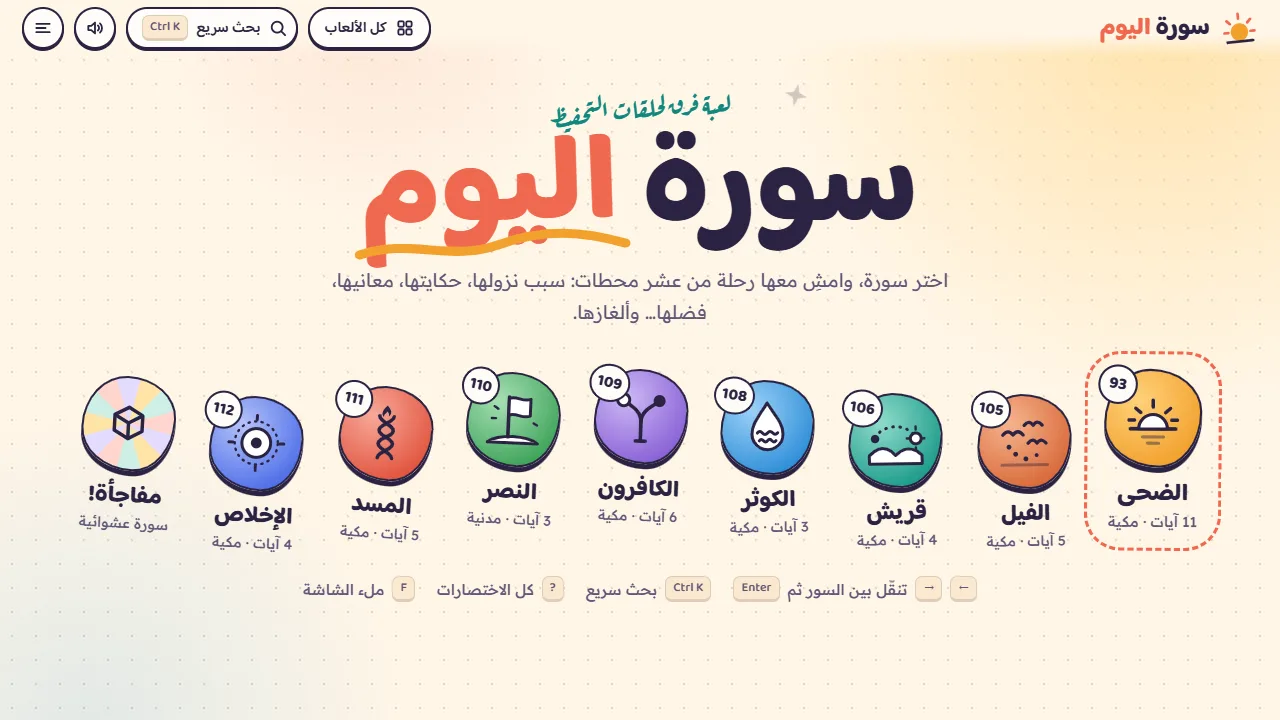 سورة اليوم
كل الألعاب
بحث سريع Ctrl K
لعبة فرق لحلقات التحفيظ
سورة اليوم
اختر سورة، وامشِ معها رحلة من عشر محطات: سبب نزولها، حكايتها، معانيها،
فضلها… وألغازها.
93
الضحى
11 آيات · مكية
105
الفيل
5 آيات · مكية
106
قريش
4 آيات · مكية
108
الكوثر
3 آيات · مكية
109
الكافرون
6 آيات · مكية
110
النصر
3 آيات · مدنية
111
المسد
5 آيات · مكية
112
الإخلاص
4 آيات · مكية
مفاجأة!
سورة عشوائية
← → تنقّل بين السور ثم Enter Ctrl K بحث سريع ? كل الاختصارات F ملء الشاشة